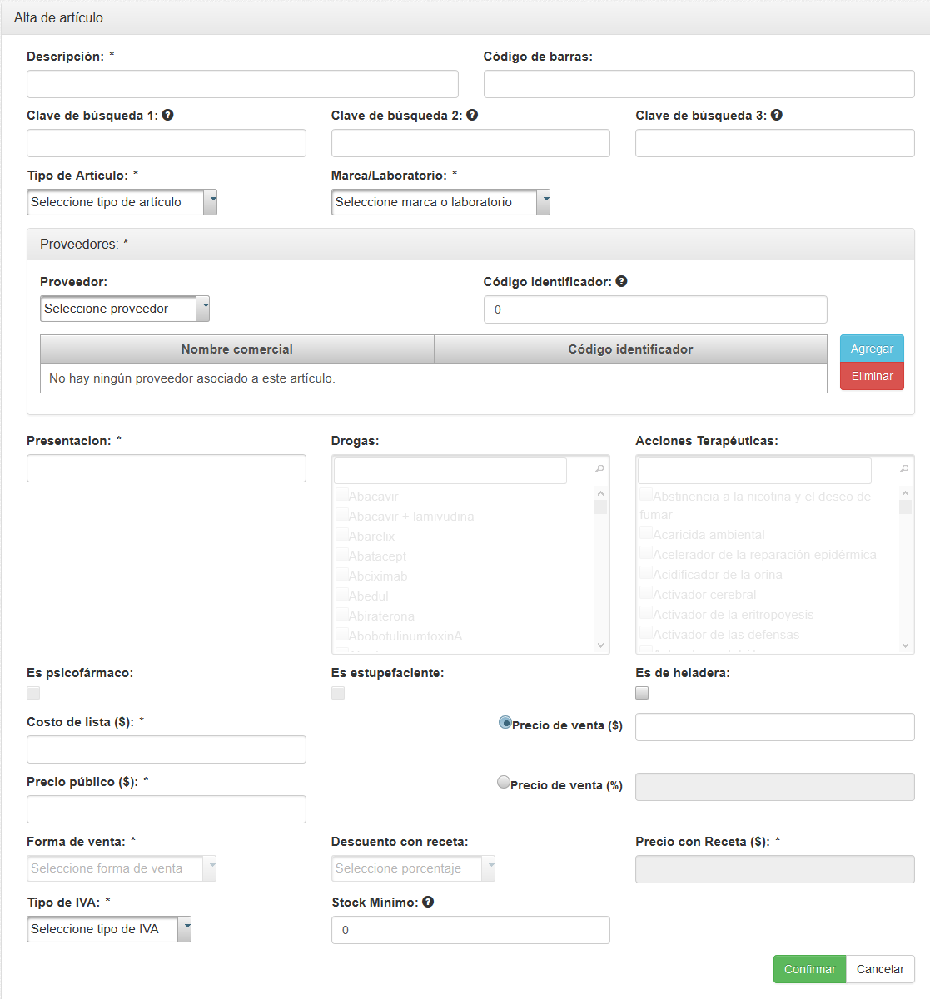 Alta de artículo
Descripción: *
Código de barras:
Clave de búsqueda 1:
Clave de búsqueda 2:
Clave de búsqueda 3:
Tipo de Artículo: *
Marca/Laboratorio: *
Seleccione tipo de artículo
Seleccione marca o laboratorio
Proveedores: *
Proveedor:
Código identificador:
Seleccione proveedor
0
Nombre comercial
Código identificador
No hay ningún proveedor asociado a este artículo.
Agregar
Eliminar
Presentacion: *
Drogas:
Abacavir
Abacavir + lamivudina
Abarelix
Abatacept
Abciximab
Abedul
Abiraterona
AbobotulinumtoxinA
Acciones Terapéuticas:
Abstinencia a la nicotina y el deseo de
fumar
Acaricida ambiental
Acelerador de la reparación epidérmica
Acidificador de la orina
Activador cerebral
Activador de la eritropoyesis
Activador de las defensas
Es psicofármaco:
Es estupefaciente:
Es de heladera:
Costo de lista ($): *
Precio de venta ($)
Precio público ($): *
Precio de venta (%)
Forma de venta: *
Descuento con receta:
Precio con Receta ($): *
Seleccione forma de venta
Seleccione porcentaje
Tipo de IVA: *
Stock Mínimo:
Seleccione tipo de IVA
0
Confirmar
Cancelar